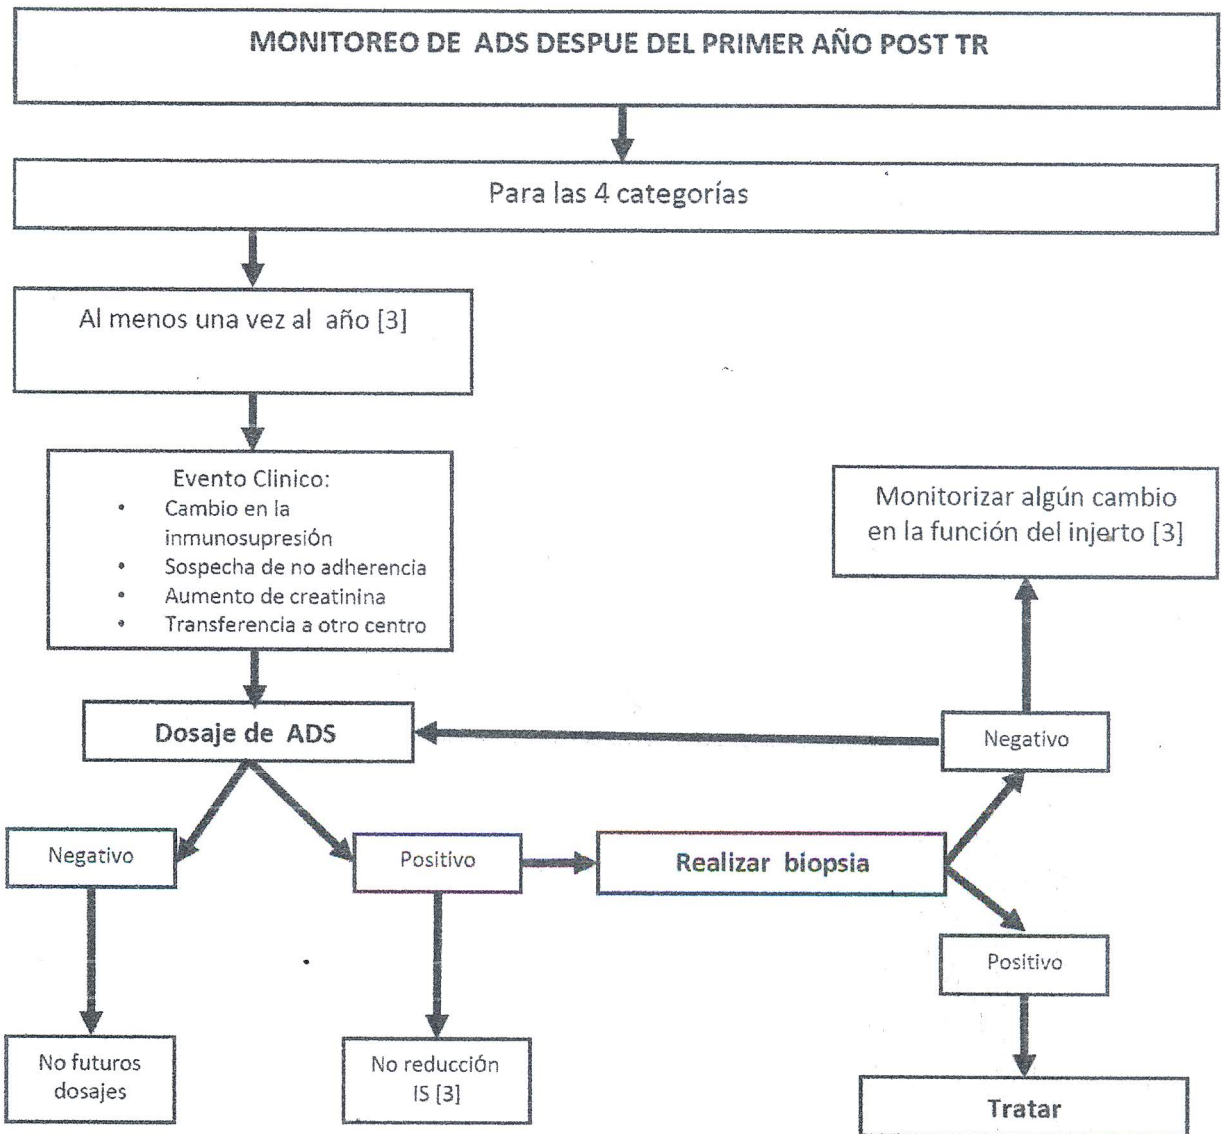 MONITOREO DE ADS DESPUE DEL PRIMER AÑO POST TR
Para las 4 categorías
Al menos una vez al año [3]
Evento Clinico:
• Cambio en la
inmunosupresión
• Sospecha de no adherencia
• Aumento de creatinina
• Transferencia a otro centro
Monitorizar algún cambio
en la función del injerto [3]
Dosaje de ADS
Negativo
Negativo
Positivo
Realizar biopsia
Positivo
No futuros
dosajes
No reducción
IS [3]
Tratar